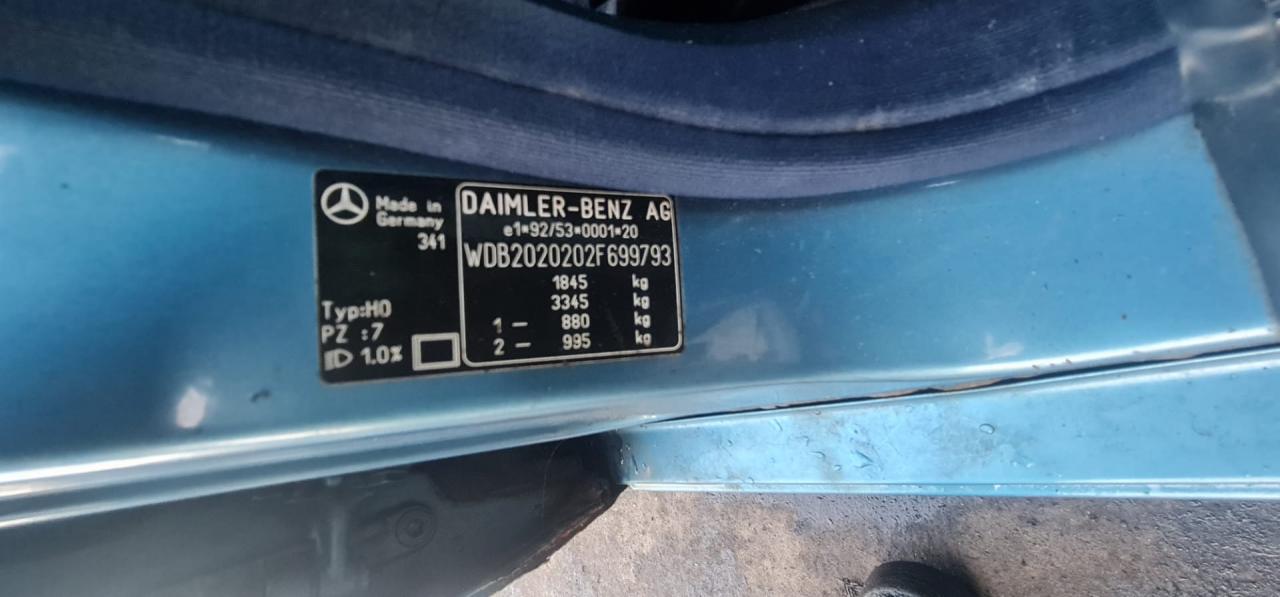 Made in
Germany
341
Typ:HO
PZ :7
1.0%
DAIMLER-BENZ AG
e1*92/53*0001*20
WDB2020202F699793
1845 kg
3345 kg
1 — 880 kg
2 — 995 kg